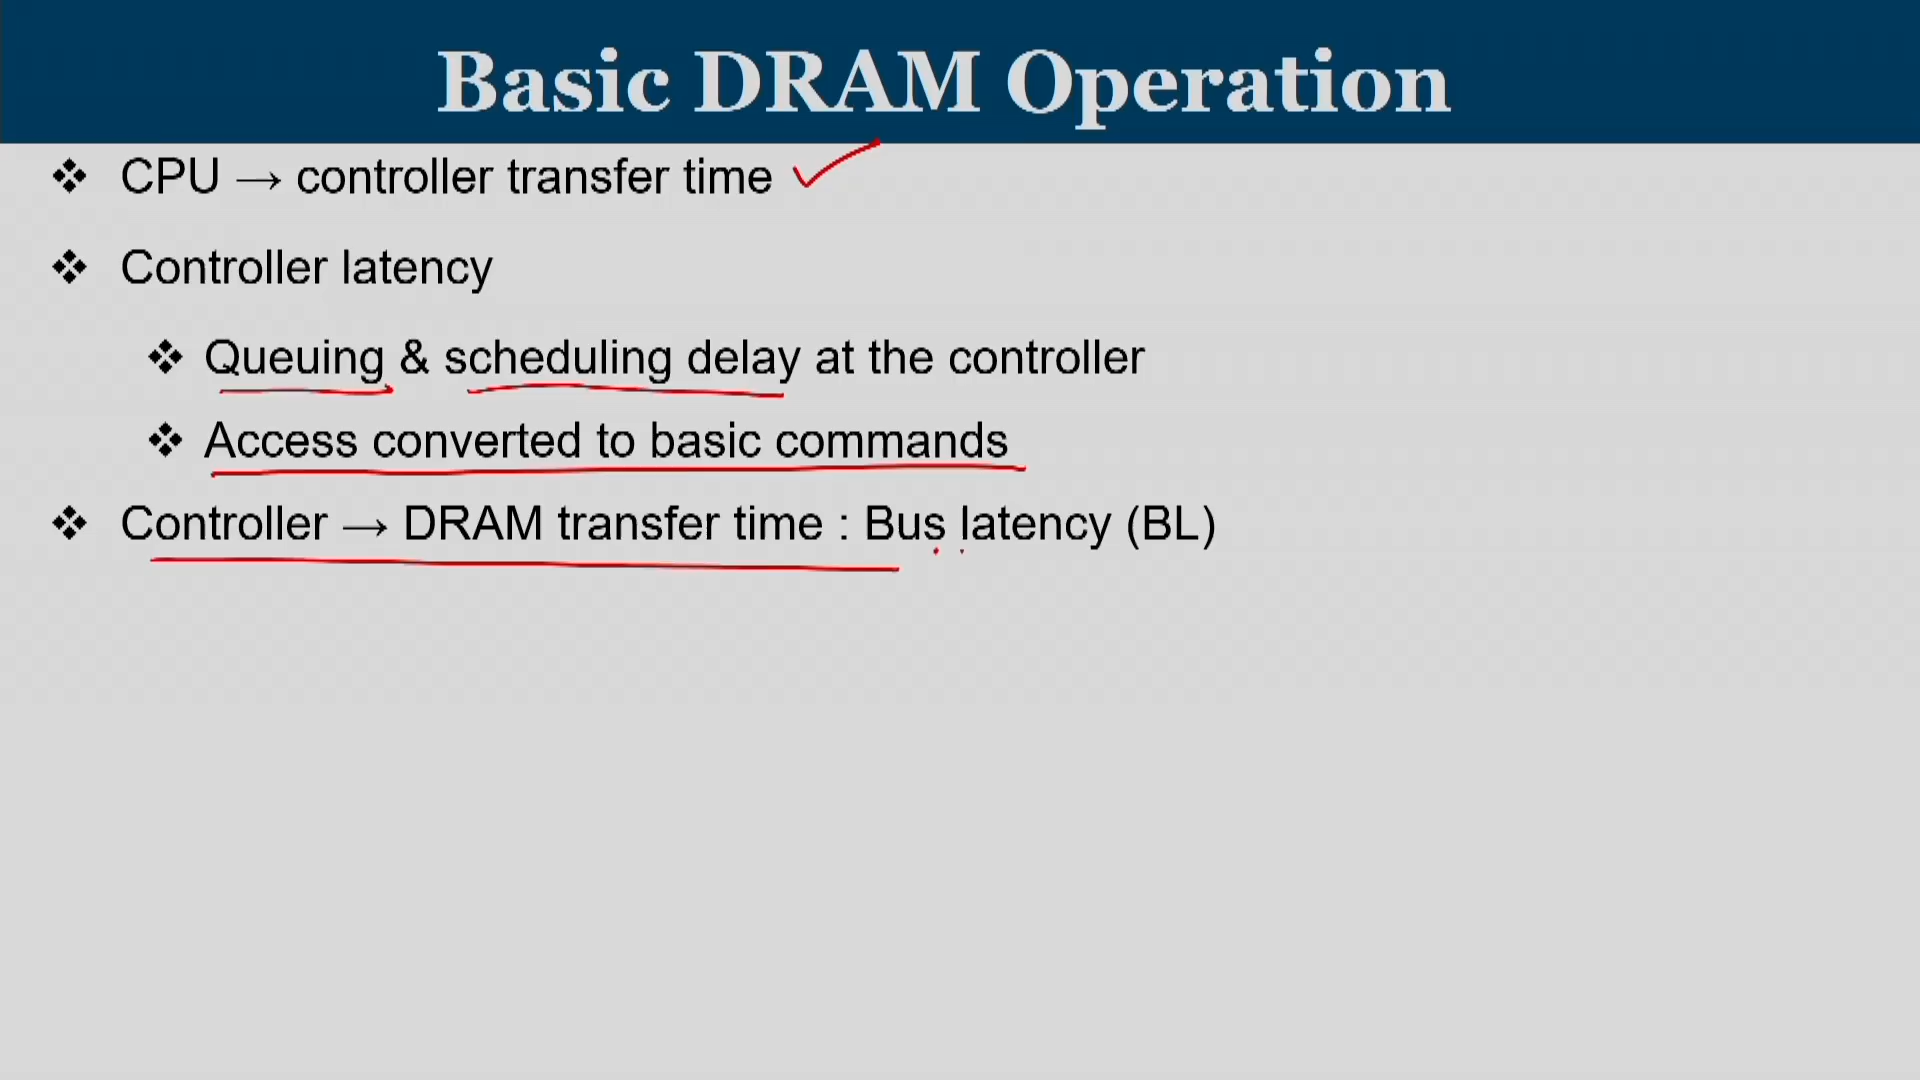 Basic DRAM Operation
❖ CPU → controller transfer time
❖ Controller latency
❖ Queuing & scheduling delay at the controller
❖ Access converted to basic commands
❖ Controller → DRAM transfer time : Bus latency (BL)